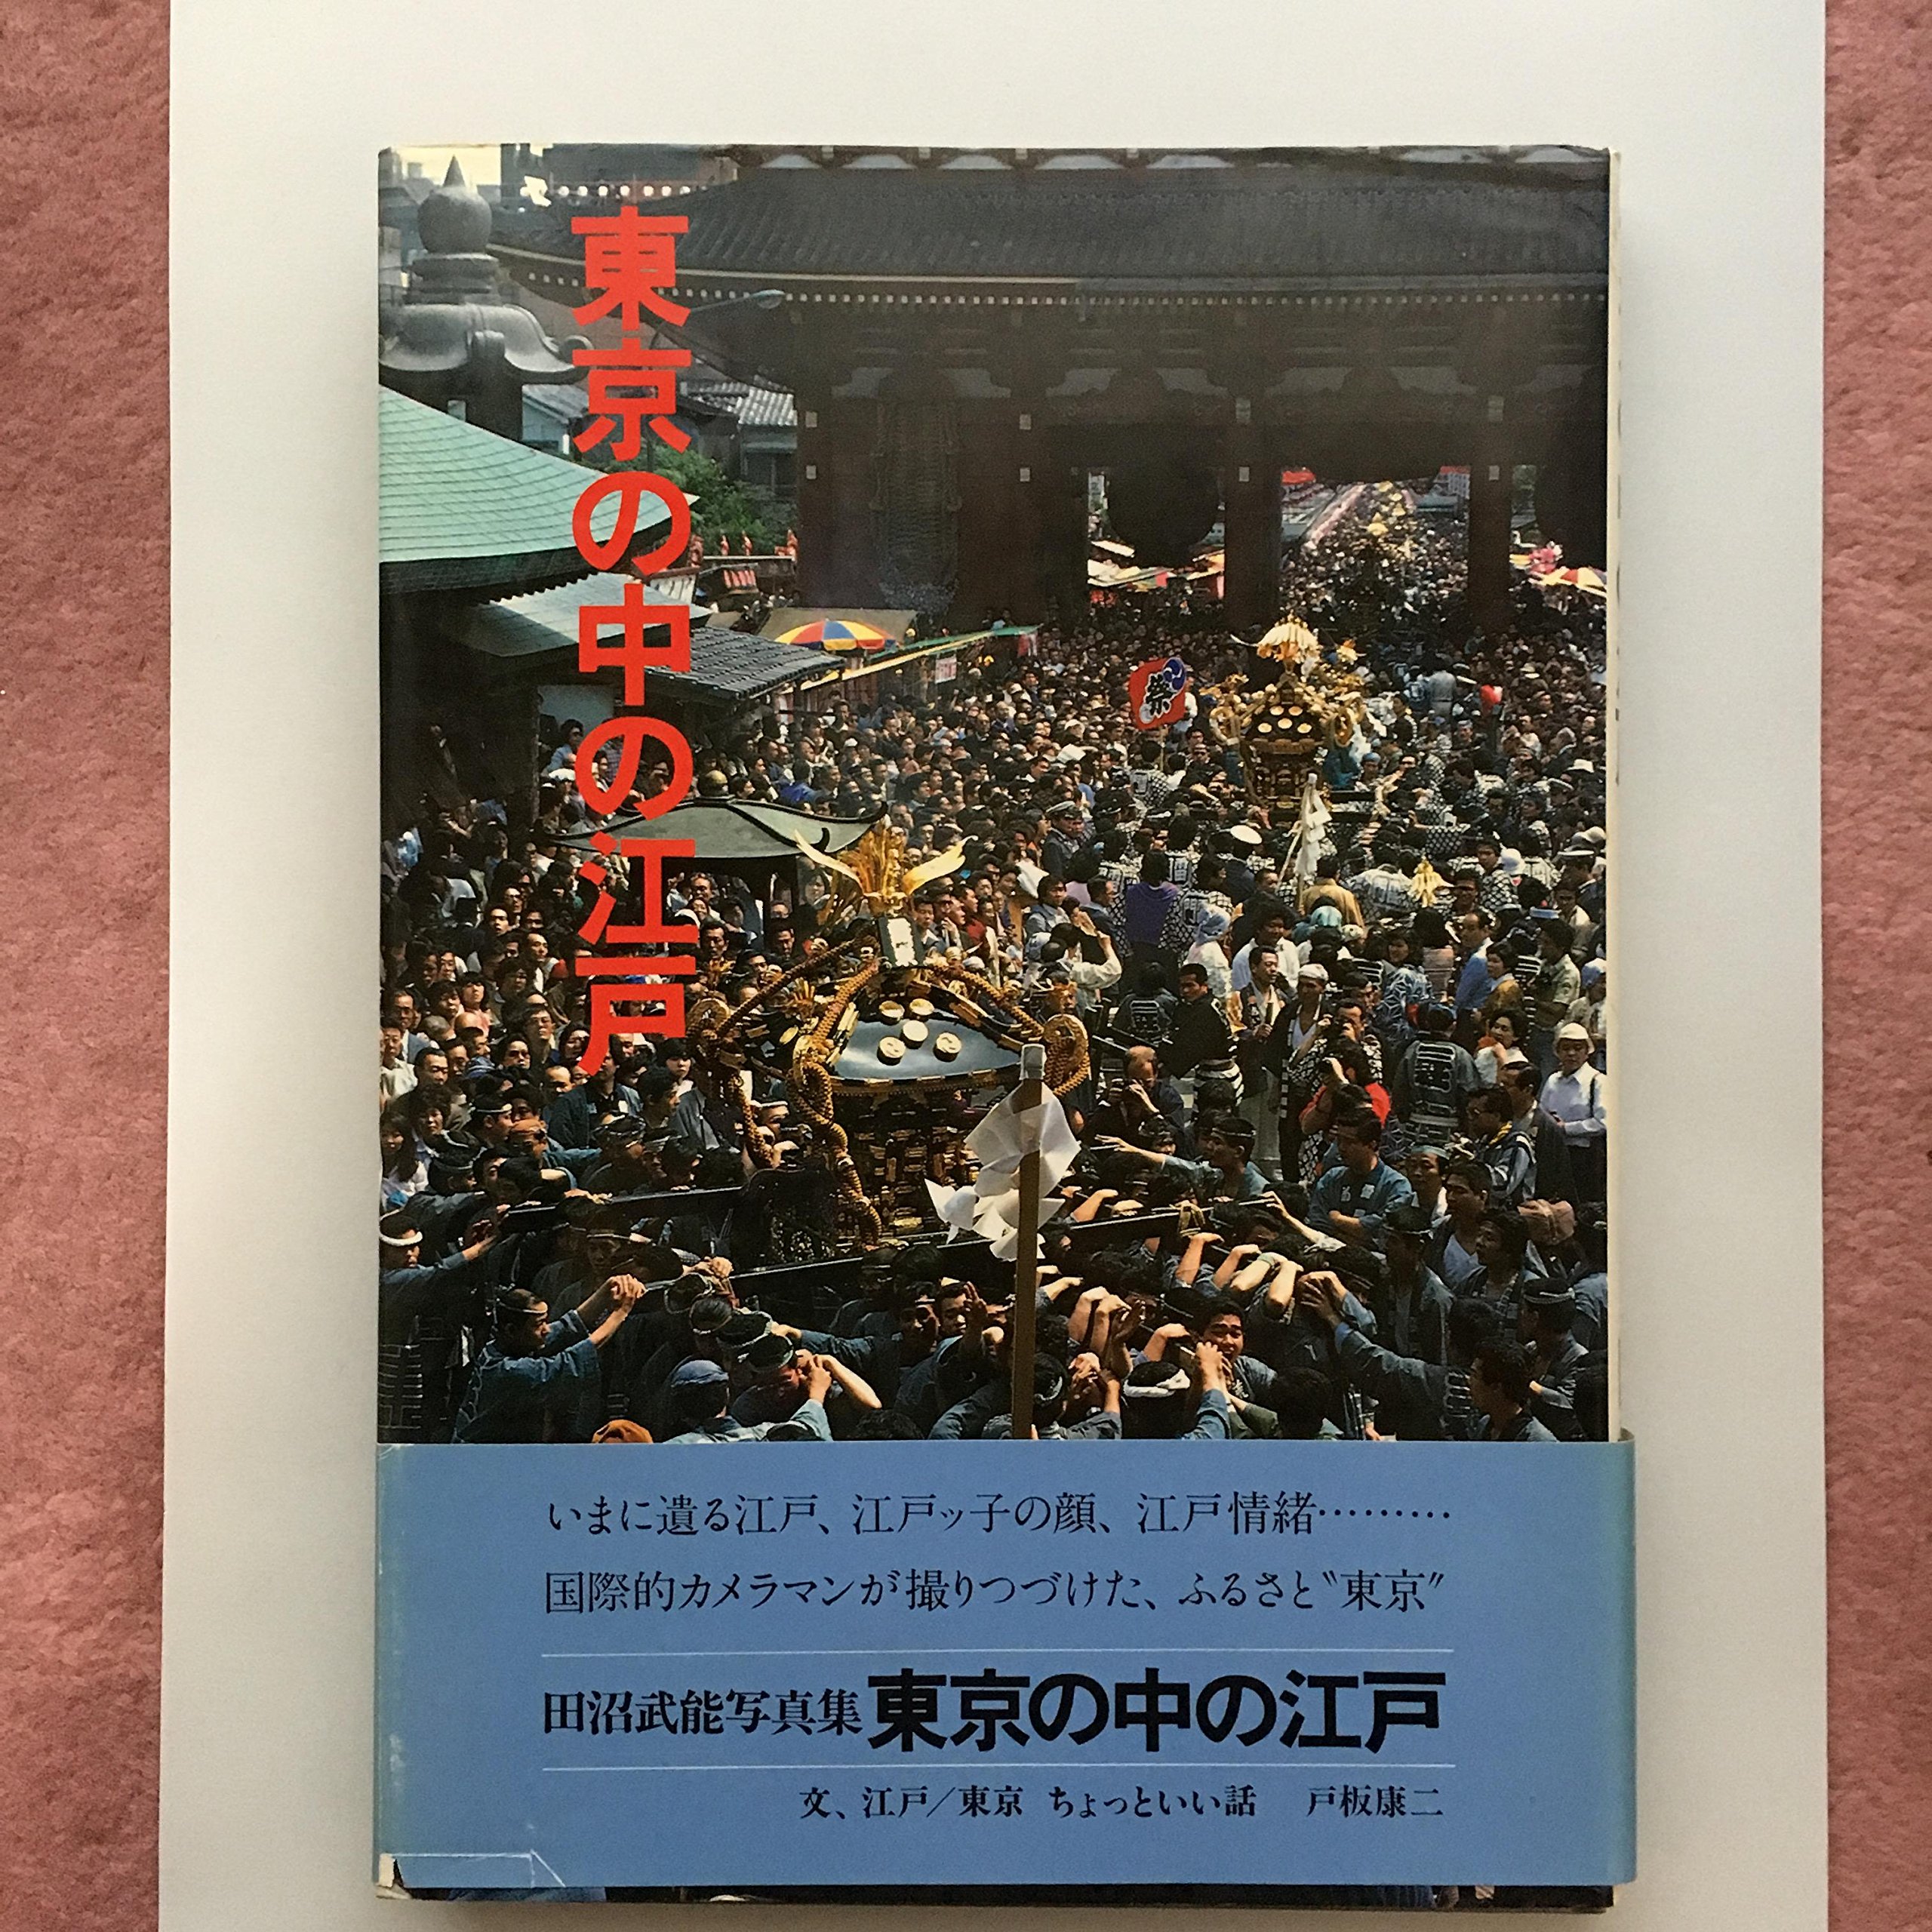 東京の中の江戸
祭
いまに遺る江戸、江戸ッ子の顔、江戸情緒………
国際的カメラマンが撮りつづけた、ふるさと〝東京〟
田沼武能写真集 東京の中の江戸
文、江戸／東京 ちょっといい話 戸板康二